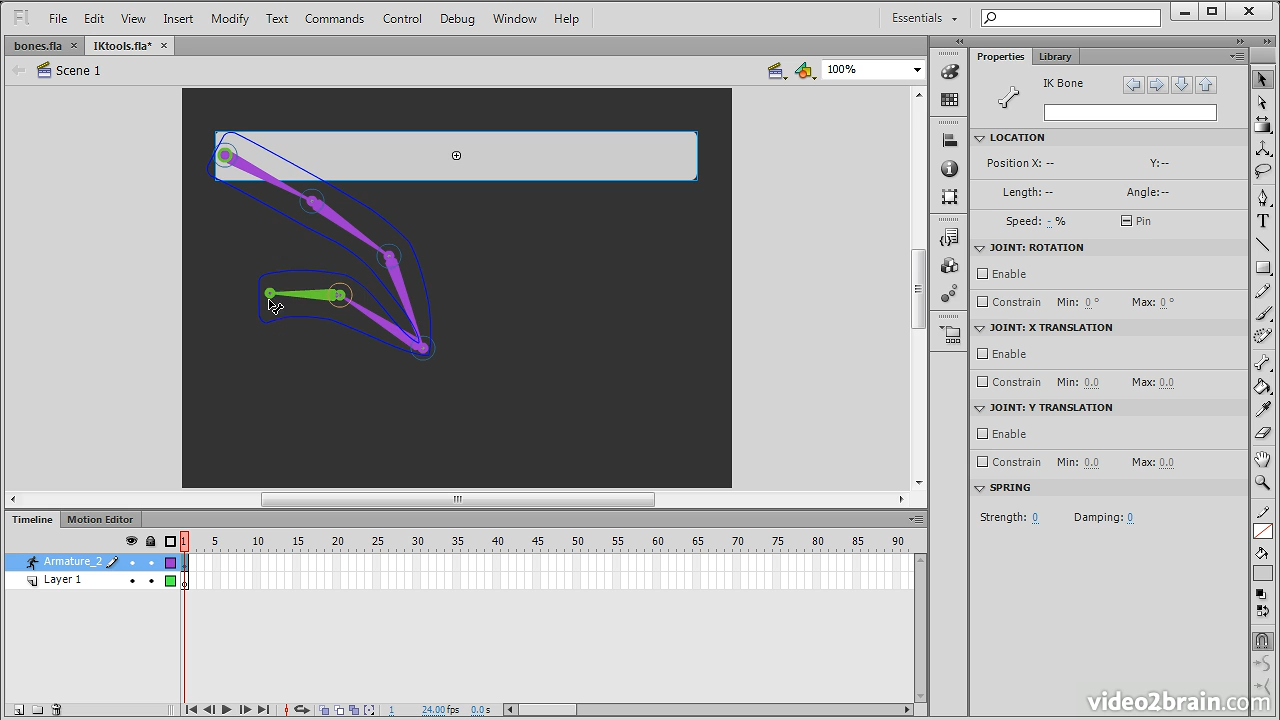 Fl File Edit View Insert Modify Text Commands Control Debug Window Help Essentials
bones.fla × IKtools.fla* × Properties Library
Scene 1 100%
IK Bone
LOCATION
Position X: -- Y:--
Length: -- Angle:--
Speed: - % Pin
JOINT: ROTATION
Enable
Constrain Min: 0 ° Max: 0 °
JOINT: X TRANSLATION
Enable
Constrain Min: 0.0 Max: 0.0
JOINT: Y TRANSLATION
Enable
Constrain Min: 0.0 Max: 0.0
SPRING
Strength: 0 Damping: 0
Timeline Motion Editor
1 5 10 15 20 25 30 35 40 45 50 55 60 65 70 75 80 85 90
Armature_2
Layer 1
1 24.00 fps 0.0 s
video2brain.com